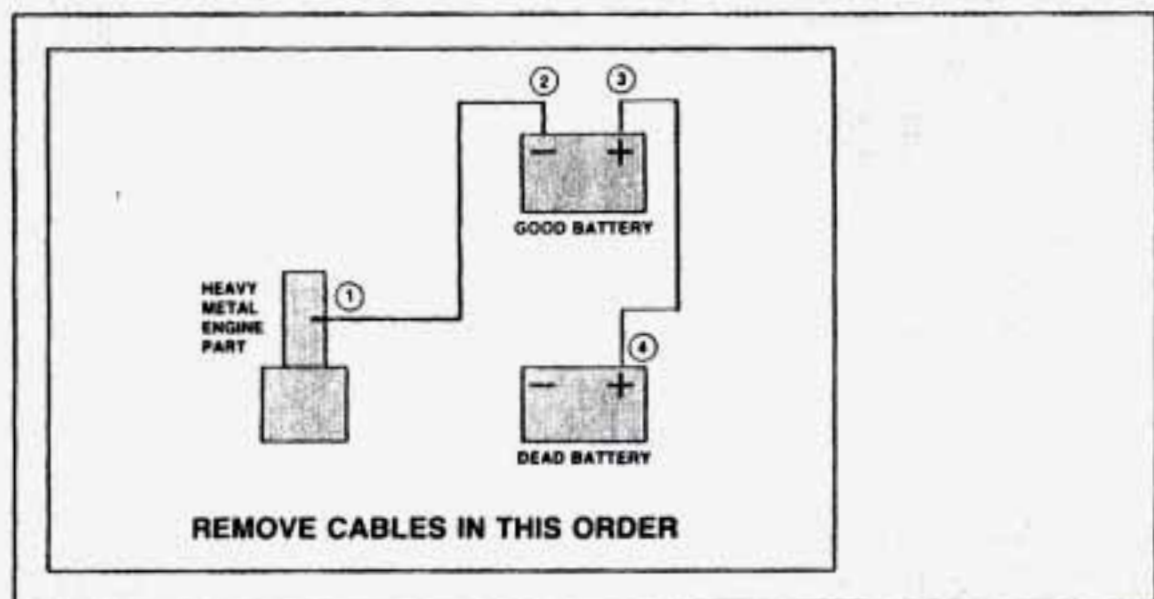 ② ③
− +
GOOD BATTERY
HEAVY
METAL
ENGINE
PART
①
④
− +
DEAD BATTERY
REMOVE CABLES IN THIS ORDER